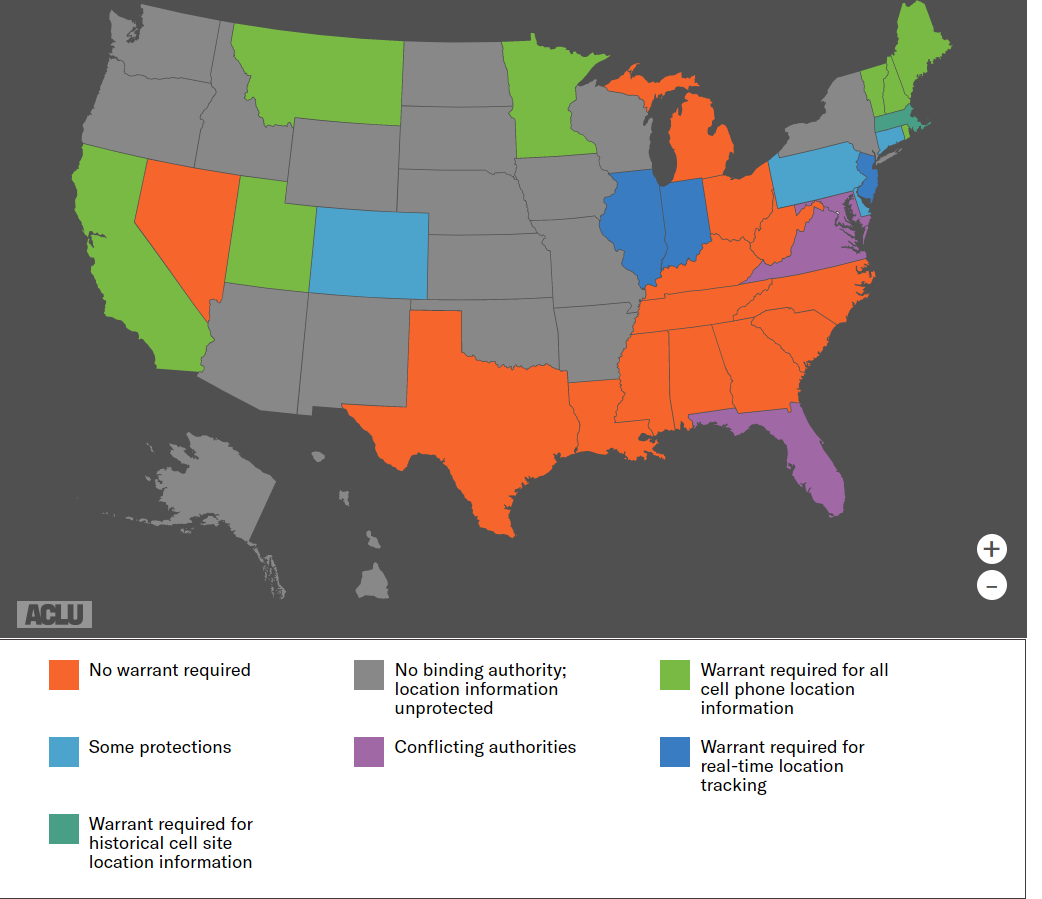 +
-
ACLU
No warrant required
No binding authority;
location information
unprotected
Warrant required for all
cell phone location
information
Some protections
Conflicting authorities
Warrant required for
real-time location
tracking
Warrant required for
historical cell site
location information